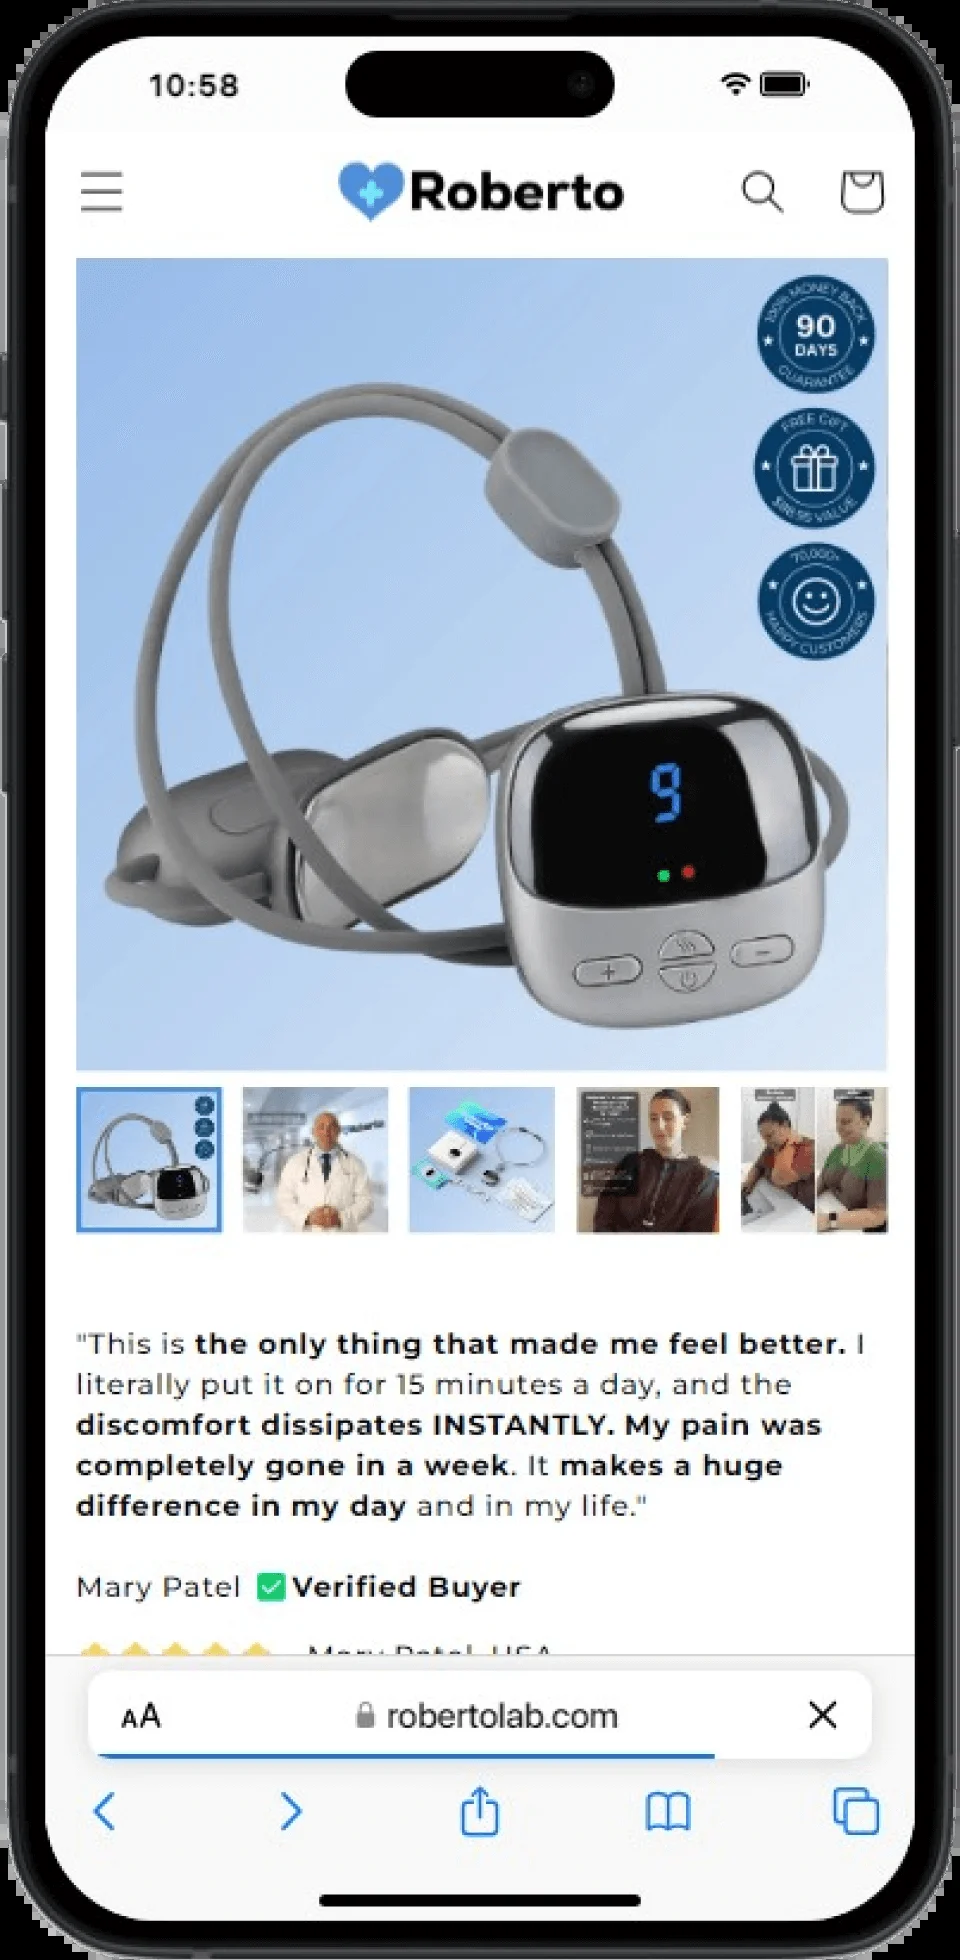 10:58
Roberto
100% MONEY BACK
90
DAYS
GUARANTEE
FREE GIFT
VALUE
70,000+
HAPPY CUSTOMERS
9
+
-
"This is the only thing that made me feel better. I
literally put it on for 15 minutes a day, and the
discomfort dissipates INSTANTLY. My pain was
completely gone in a week. It makes a huge
difference in my day and in my life."
Mary Patel ✅ Verified Buyer
Mary Patel, USA
AA robertolab.com